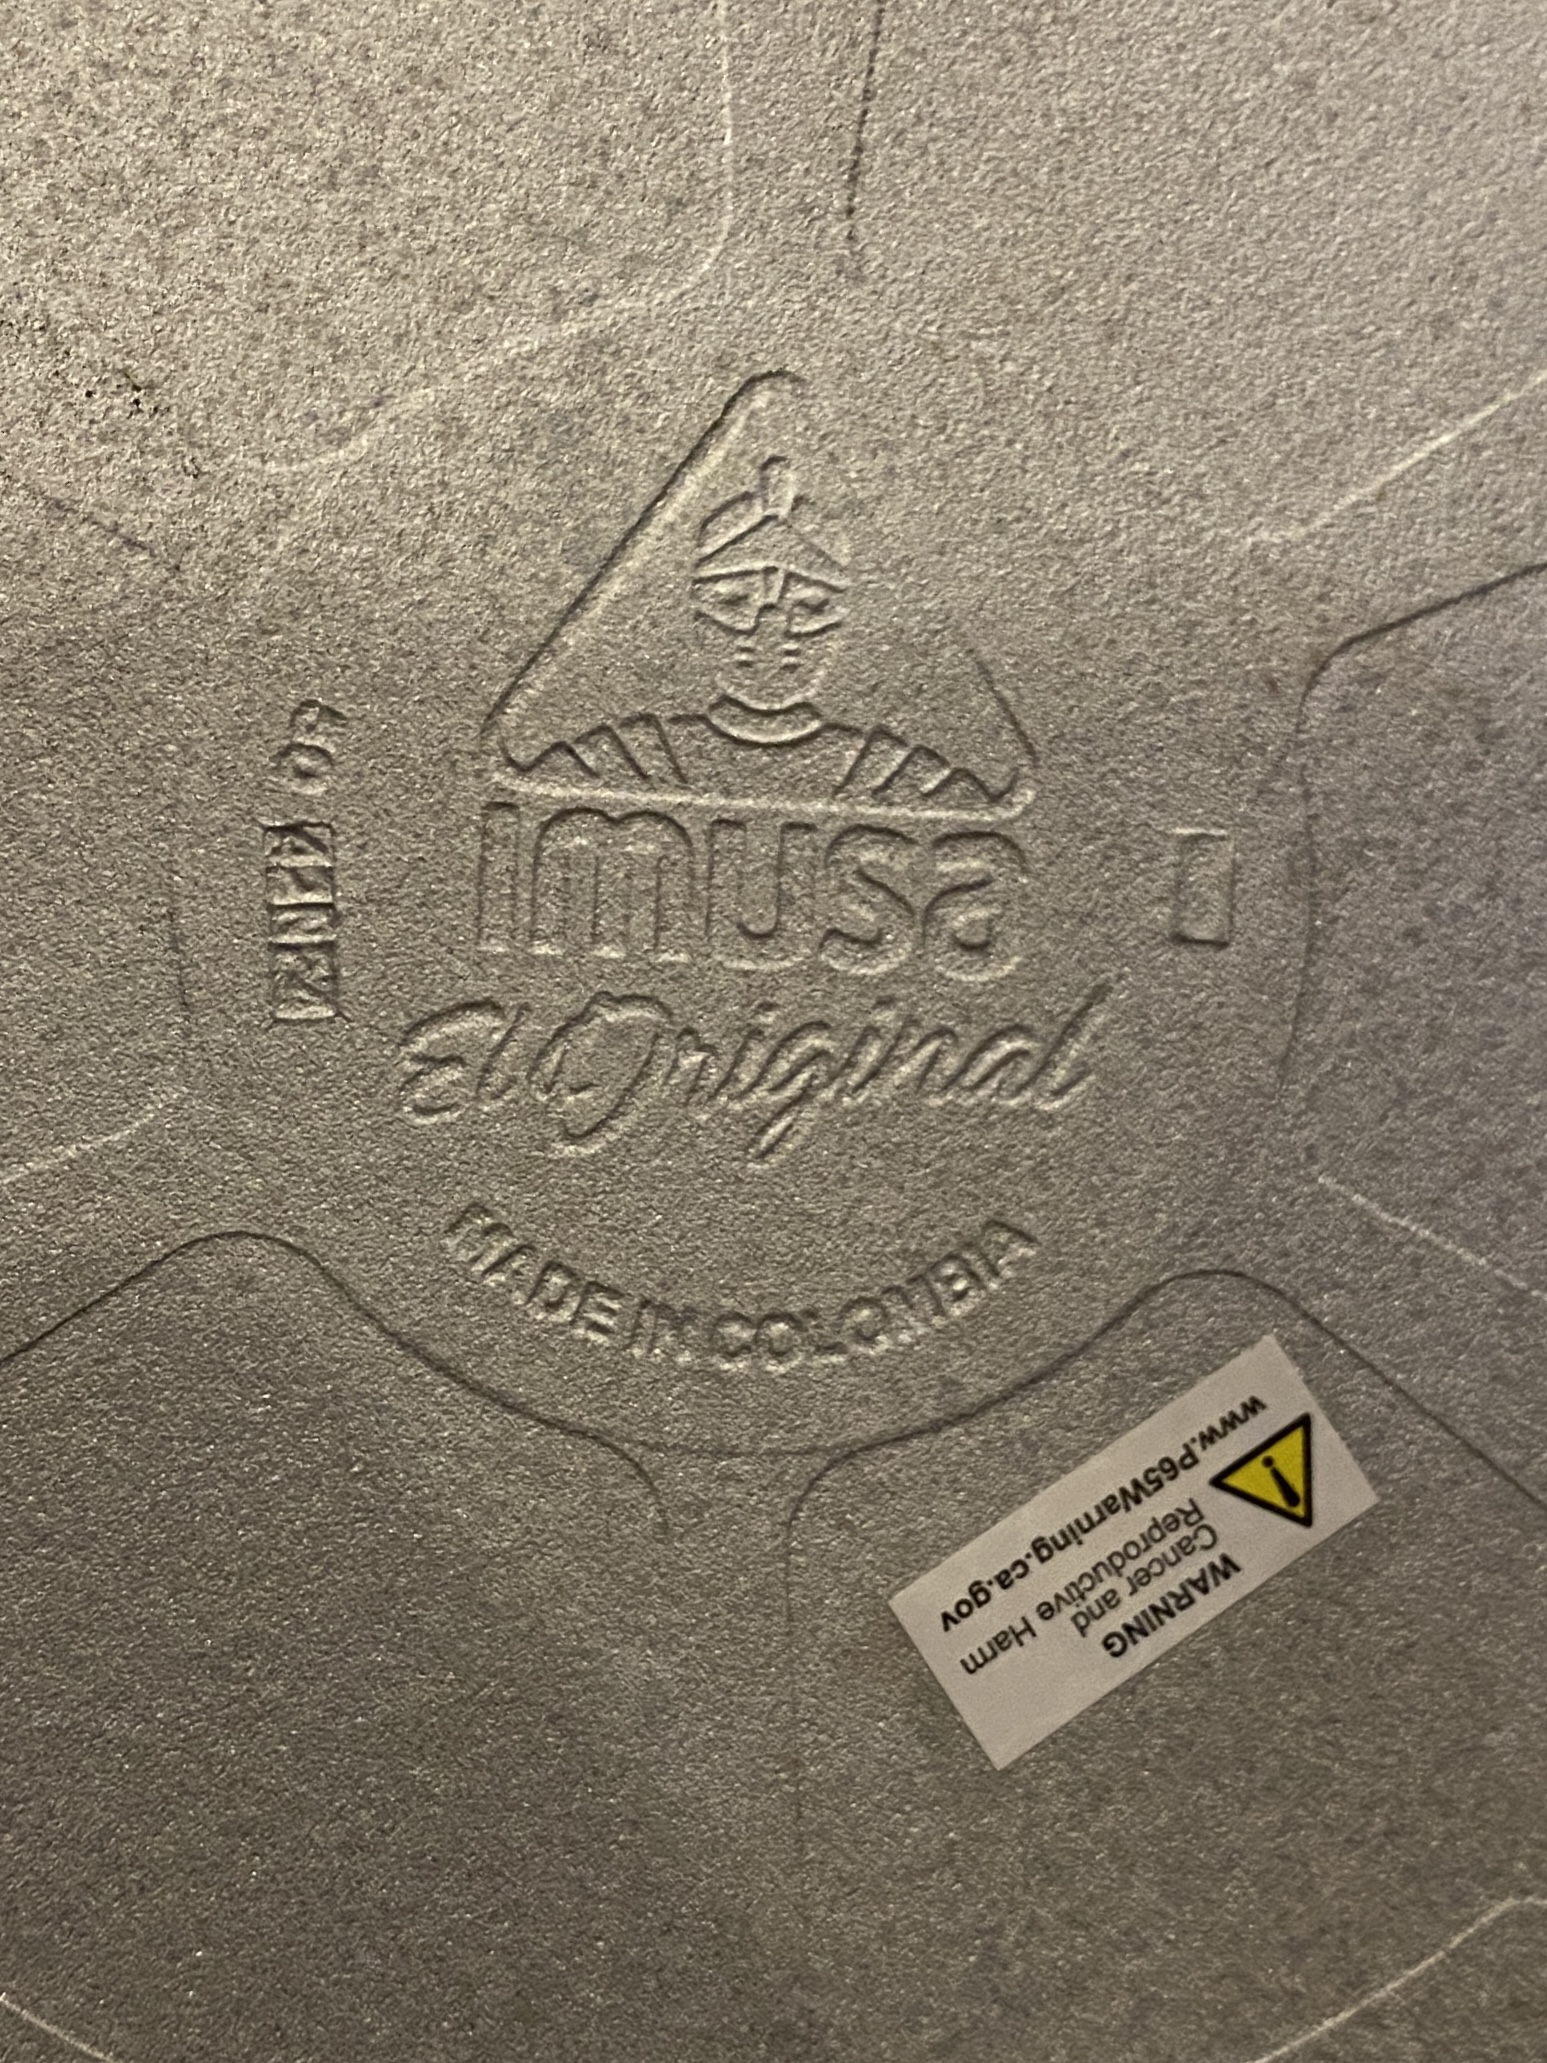 imusa
El Original
MADE IN COLOMBIA
WARNING
Cancer and
Reproductive Harm
www.P65Warning.ca.gov